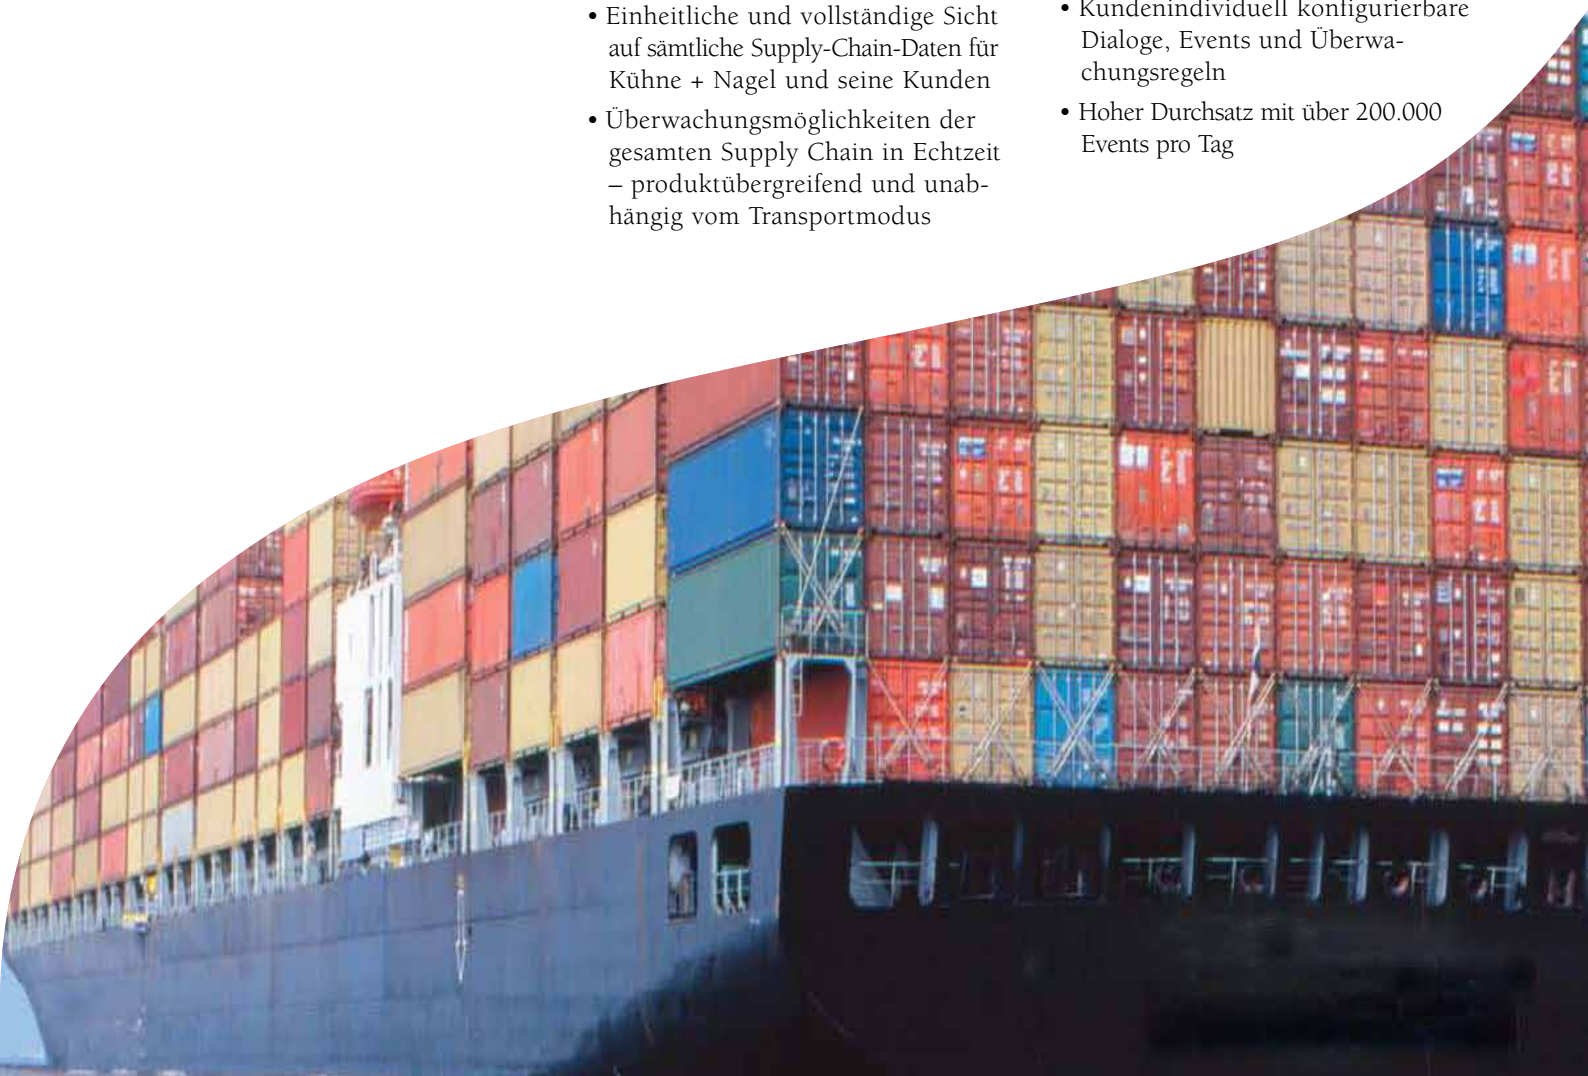 • Einheitliche und vollständige Sicht
auf sämtliche Supply-Chain-Daten für
Kühne + Nagel und seine Kunden
• Überwachungsmöglichkeiten der
gesamten Supply Chain in Echtzeit
– produktübergreifend und unab-
hängig vom Transportmodus
• Kundenindividuell konfigurierbare
Dialoge, Events und Überwa-
chungsregeln
• Hoher Durchsatz mit über 200.000
Events pro Tag